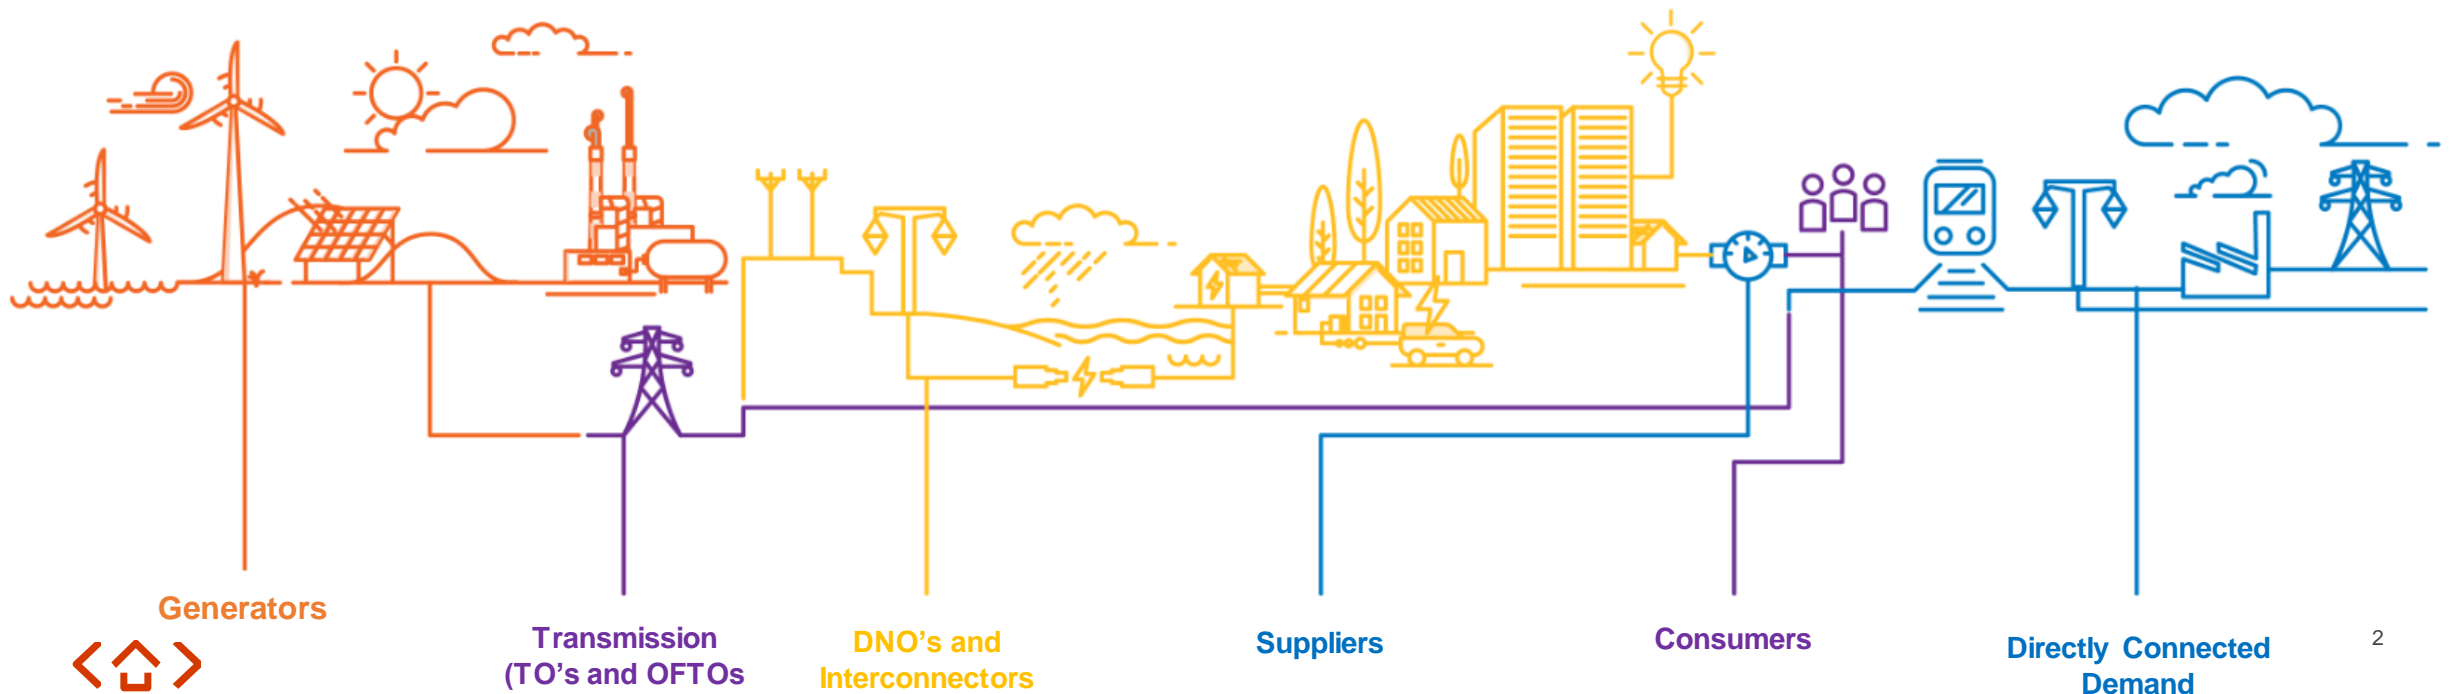 Generators
Transmission
(TO's and OFTOs
DNO's and
Interconnectors
Suppliers
Consumers
Directly Connected
Demand
2